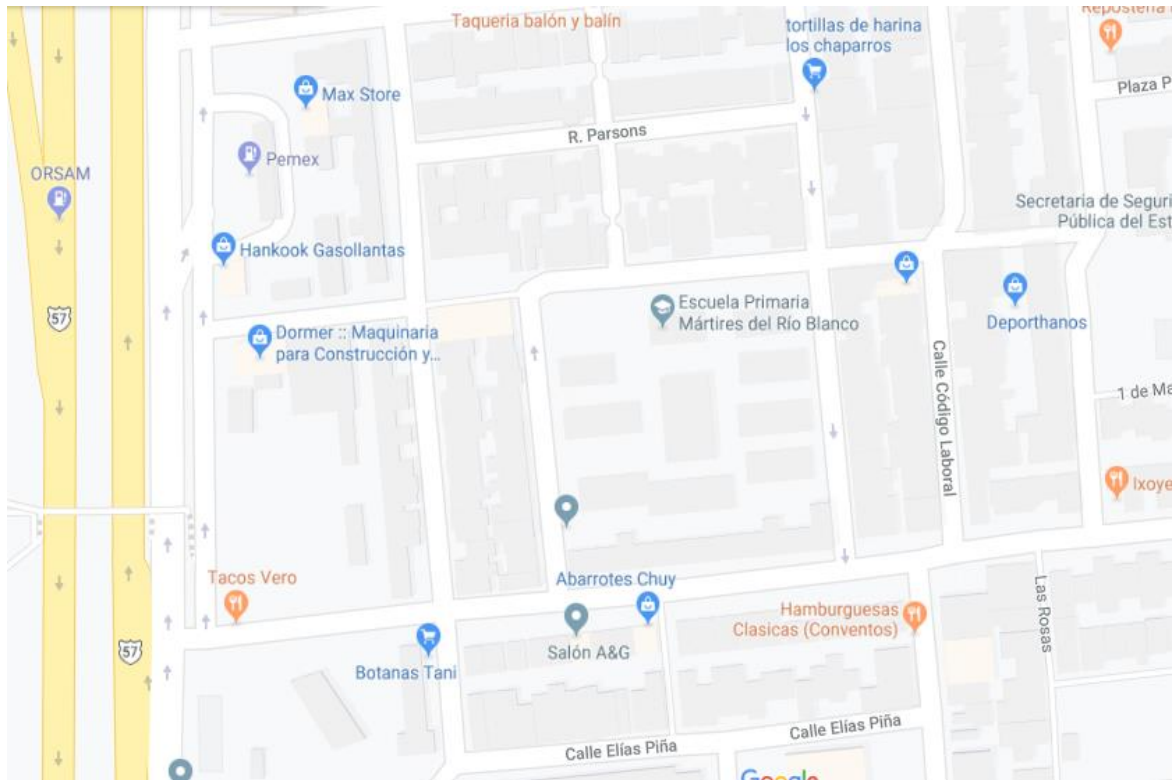 Taqueria balón y balín
tortillas de harina
los chaparros
Repostería
Max Store
Plaza P
R. Parsons
Pemex
ORSAM
Secretaria de Seguri
Pública del Est
Hankook Gasollantas
57
Escuela Primaria
Mártires del Río Blanco
Deporthanos
Dormer :: Maquinaria
para Construcción y...
Calle Código Laboral
1 de Ma
Ixoye
Tacos Vero
Abarrotes Chuy
Las Rosas
Hamburguesas
Clasicas (Conventos)
57
Salón A&G
Botanas Tani
Calle Elías Piña
Calle Elías Piña
Google